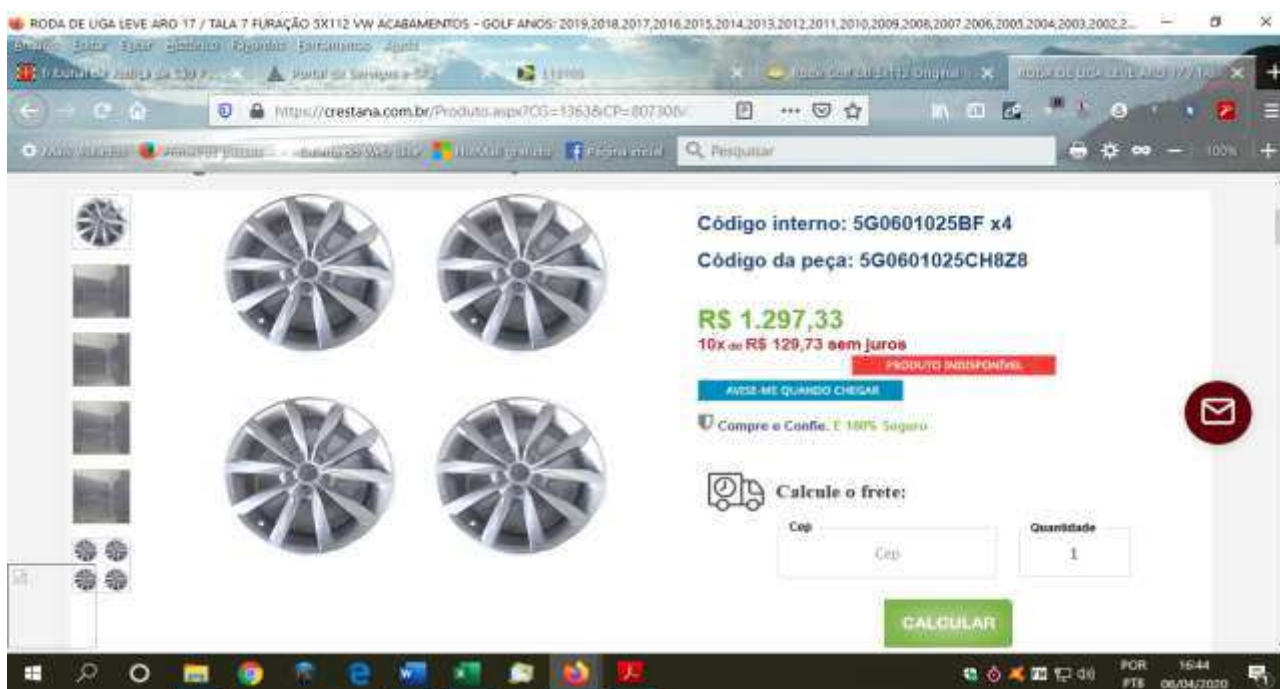 RODA DE LIGA LEVE ARO 17 / TALA 7 FURAÇÃO 5X112 VW ACABAMENTOS - GOLF ANOS: 2019,2018,2017,2016,2015,2014,2013,2012,2011,2010,2009,2008,2007,2006,2005,2004,2003,2002,2...
https://crestana.com.br/Produto.aspx?CG=1363&CP=80730&
Pesquisar
100%
Código interno: 5G0601025BF x4
Código da peça: 5G0601025CH8Z8
R$ 1.297,33
10x de R$ 129,73 sem juros
PRODUTO INDISPONÍVEL
AVISE-ME QUANDO CHEGAR
Compre e Confie. É 100% Seguro
Calcule o frete:
Cep
Quantidade
Cep
1
CALCULAR
POR
PTB
16:44
06/04/2020